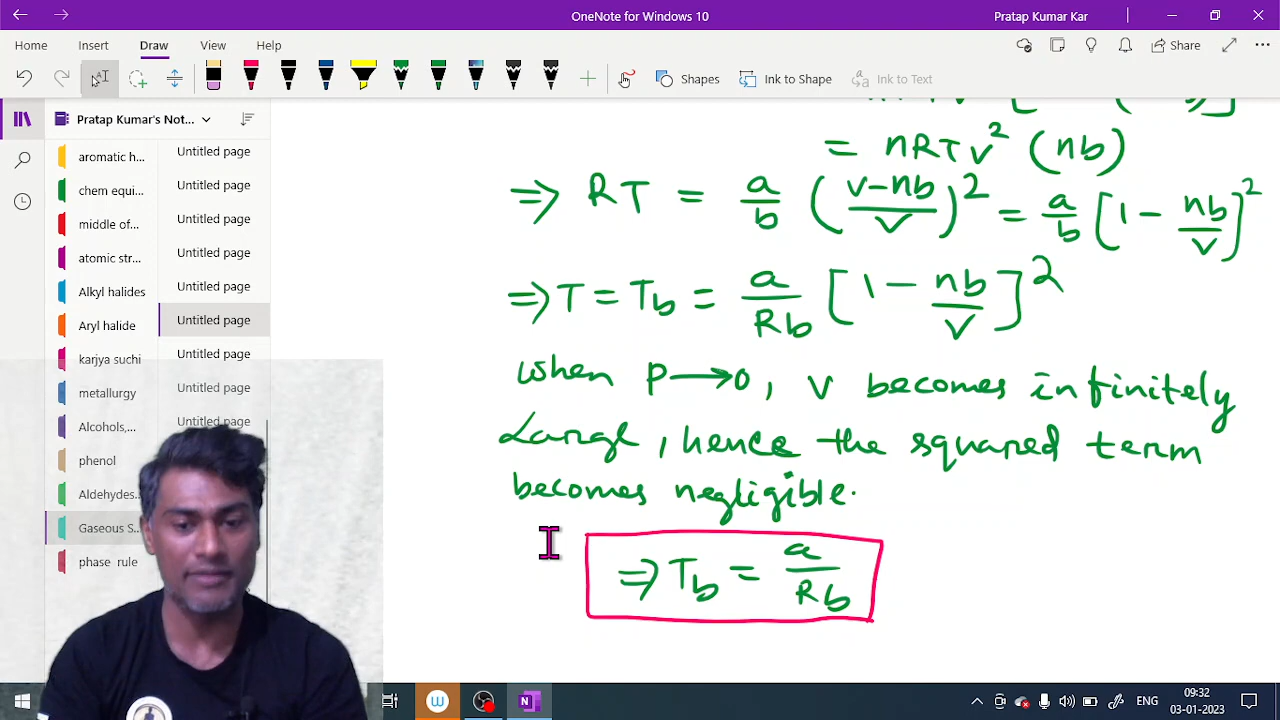 OneNote for Windows 10
Pratap Kumar Kar
Home Insert Draw View Help
Share
Shapes
Ink to Shape
Ink to Text
Pratap Kumar's Not...
aromatic h...
chem equi...
middle of...
atomic str...
Alkyl halides
Aryl halide
karjya suchi
metallurgy
Alcohols,...
phenol
Aldehydes...
Gaseous S...
phase rule
Untitled page
Untitled page
Untitled page
Untitled page
Untitled page
Untitled page
Untitled page
Untitled page
Untitled page
= nRTV² (nb)
⇒ RT = a/b ((V-nb)/V)² = a/b [1 - nb/V]²
⇒ T = Tb = a/Rb [1 - nb/V]²
when P→0, V becomes infinitely
Large, hence the squared term
becomes negligible.
⇒ Tb = a/Rb
ENG
09:32
03-01-2023